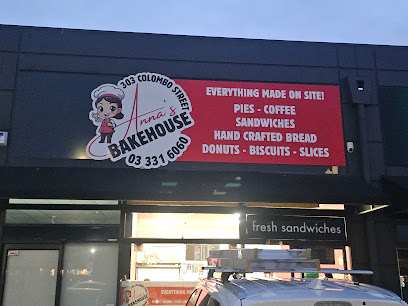 303 COLOMBO STREET
Anna's
BAKEHOUSE
03 331 6060
EVERYTHING MADE ON SITE!
PIES - COFFEE
SANDWICHES
HAND CRAFTED BREAD
DONUTS - BISCUITS - SLICES
fresh sandwiches
EVERYTHING